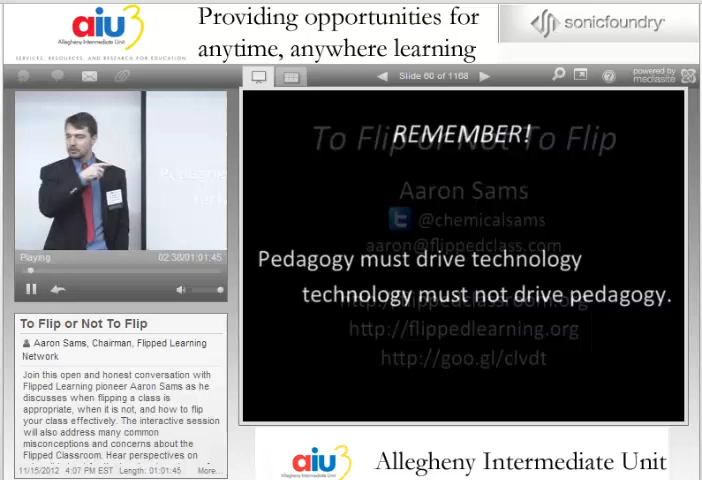 aiu3
Allegheny Intermediate Unit
SERVICES, RESOURCES, AND RESEARCH FOR EDUCATION
Providing opportunities for
anytime, anywhere learning
sonicfoundry
Slide 60 of 1168
powered by
mediasite
Playing
02:38/01:01:45
To Flip or Not To Flip
Aaron Sams, Chairman, Flipped Learning
Network
Join this open and honest conversation with
Flipped Learning pioneer Aaron Sams as he
discusses when flipping a class is
appropriate, when it is not, and how to flip
your class effectively. The interactive session
will also address many common
misconceptions and concerns about the
Flipped Classroom. Hear perspectives on
11/15/2012 4:07 PM EST Length: 01:01:45 More...
To Flip or Not To Flip
REMEMBER!
Aaron Sams
@chemicalsams
aaron@flippedclass.com
Pedagogy must drive technology
technology must not drive pedagogy.
http://flippedclassroom.org
http://flippedlearning.org
http://goo.gl/clvdt
aiu3
Allegheny Intermediate Unit
Allegheny Intermediate Unit